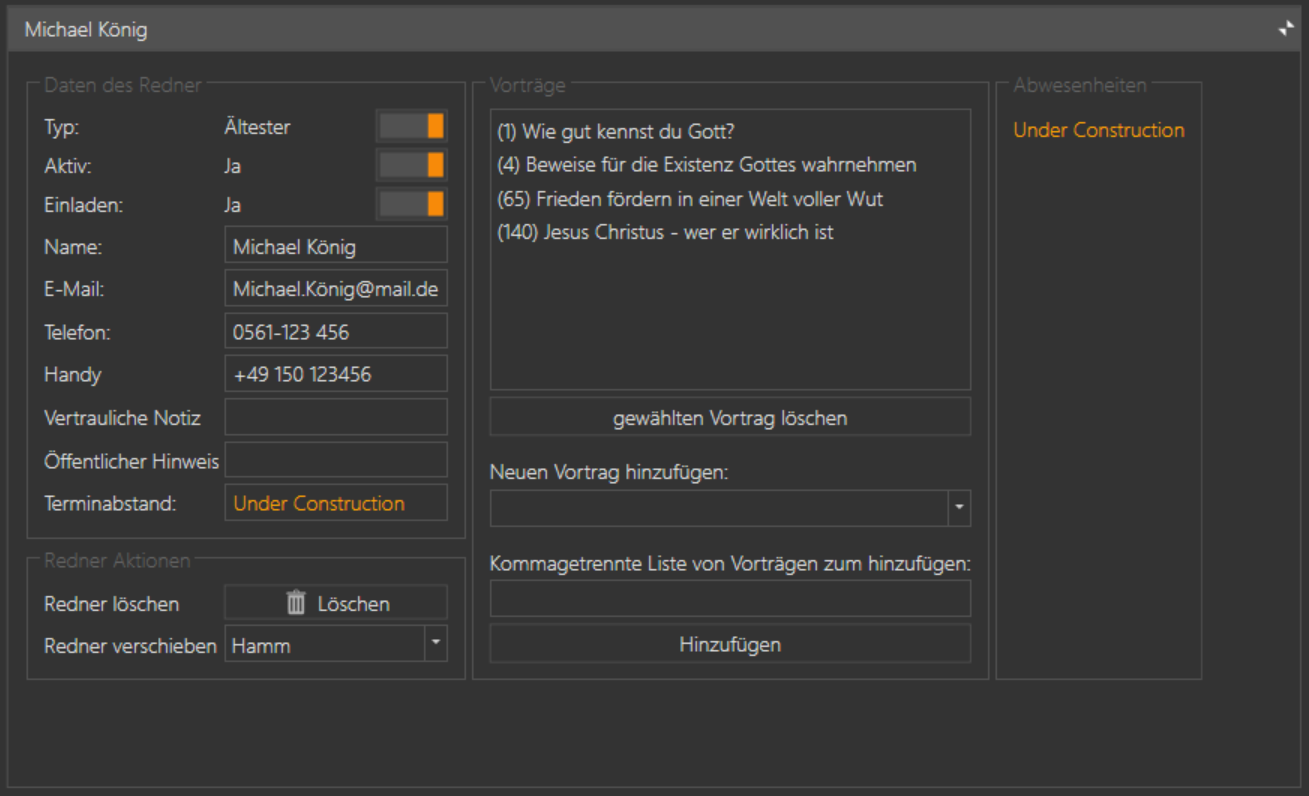 Michael König
Daten des Redner
Typ: Ältester
Aktiv: Ja
Einladen: Ja
Name: Michael König
E-Mail: Michael.König@mail.de
Telefon: 0561-123 456
Handy +49 150 123456
Vertrauliche Notiz
Öffentlicher Hinweis
Terminabstand: Under Construction
Redner Aktionen
Redner löschen Löschen
Redner verschieben Hamm
Vorträge
(1) Wie gut kennst du Gott?
(4) Beweise für die Existenz Gottes wahrnehmen
(65) Frieden fördern in einer Welt voller Wut
(140) Jesus Christus - wer er wirklich ist
gewählten Vortrag löschen
Neuen Vortrag hinzufügen:
Kommagetrennte Liste von Vorträgen zum hinzufügen:
Hinzufügen
Abwesenheiten
Under Construction